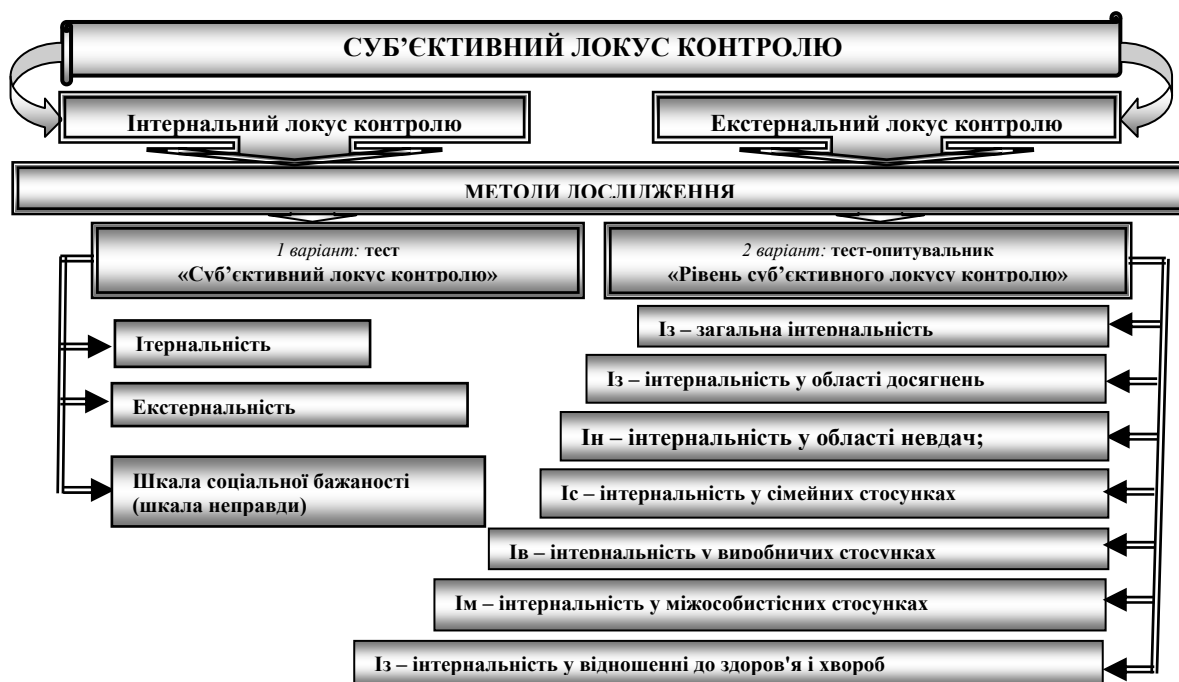 СУБ’ЄКТИВНИЙ ЛОКУС КОНТРОЛЮ
Інтернальний локус контролю
Екстернальний локус контролю
МЕТОДИ ДОСЛІДЖЕННЯ
1 варіант: тест
«Суб’єктивний локус контролю»
2 варіант: тест-опитувальник
«Рівень суб’єктивного локусу контролю»
Ітернальність
Екстернальність
Шкала соціальної бажаності
(шкала неправди)
Із – загальна інтернальність
Із – інтернальність у області досягнень
Ін – інтернальність у області невдач;
Іс – інтернальність у сімейних стосунках
Ів – інтернальність у виробничих стосунках
Ім – інтернальність у міжособистісних стосунках
Із – інтернальність у відношенні до здоров'я і хвороб